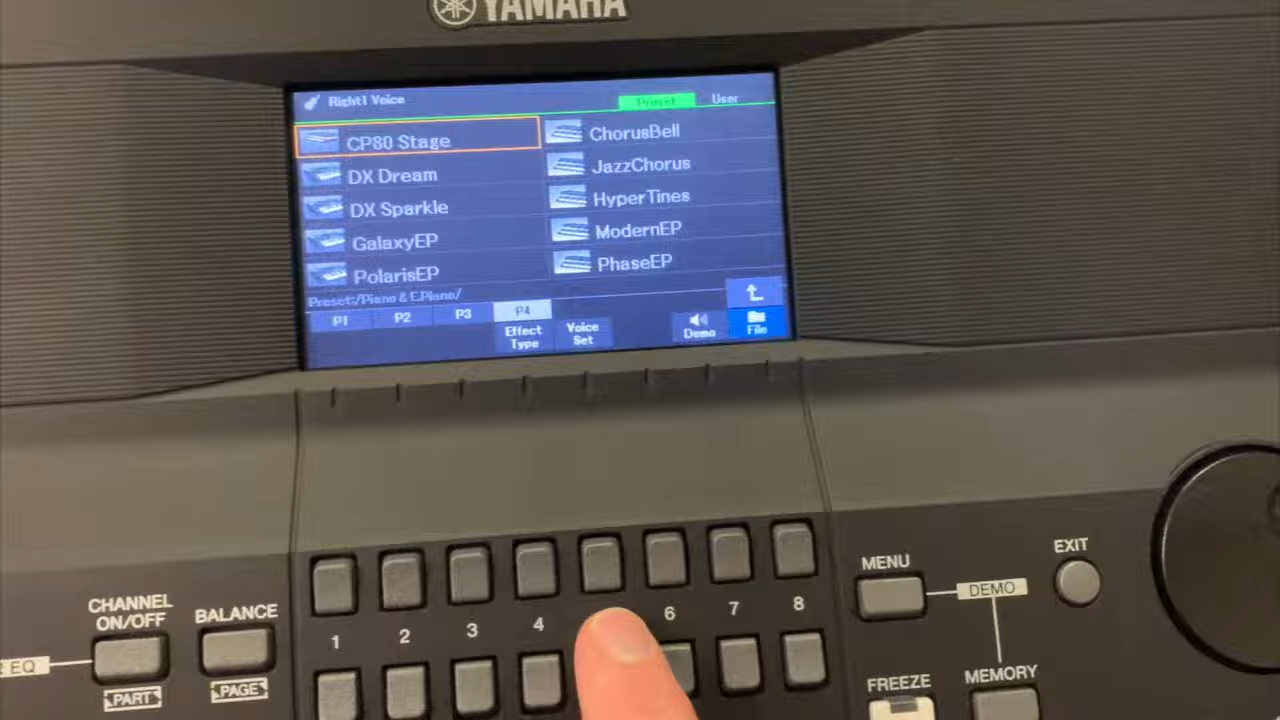 YAMAHA
Right1 Voice
Preset
User
CP80 Stage
ChorusBell
DX Dream
JazzChorus
DX Sparkle
HyperTines
GalaxyEP
ModernEP
PolarisEP
PhaseEP
Preset:/Piano & E.Piano/
P1
P2
P3
P4
Effect
Type
Voice
Set
Demo
File
CHANNEL
ON/OFF
BALANCE
1
2
3
4
6
7
8
MENU
DEMO
EXIT
R EQ
PART
PAGE
FREEZE
MEMORY